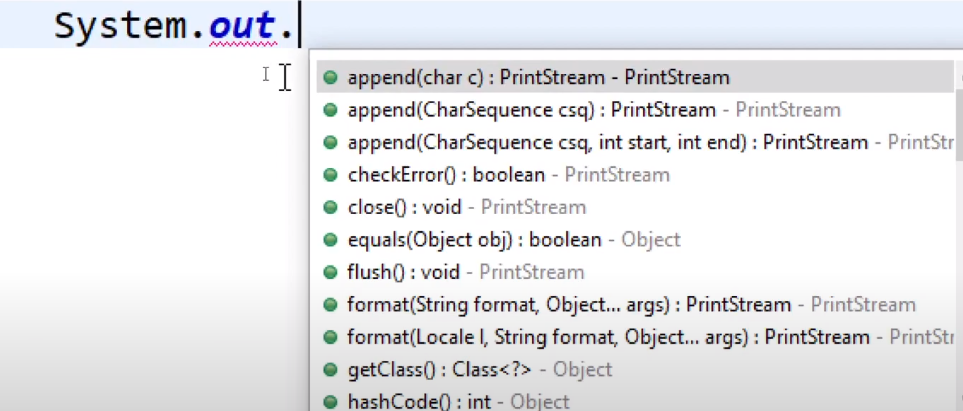 System.out.
append(char c) : PrintStream - PrintStream
append(CharSequence csq) : PrintStream - PrintStream
append(CharSequence csq, int start, int end) : PrintStream - PrintStr
checkError() : boolean - PrintStream
close() : void - PrintStream
equals(Object obj) : boolean - Object
flush() : void - PrintStream
format(String format, Object... args) : PrintStream - PrintStream
format(Locale l, String format, Object... args) : PrintStream - PrintStr
getClass() : Class<?> - Object
hashCode() : int - Object